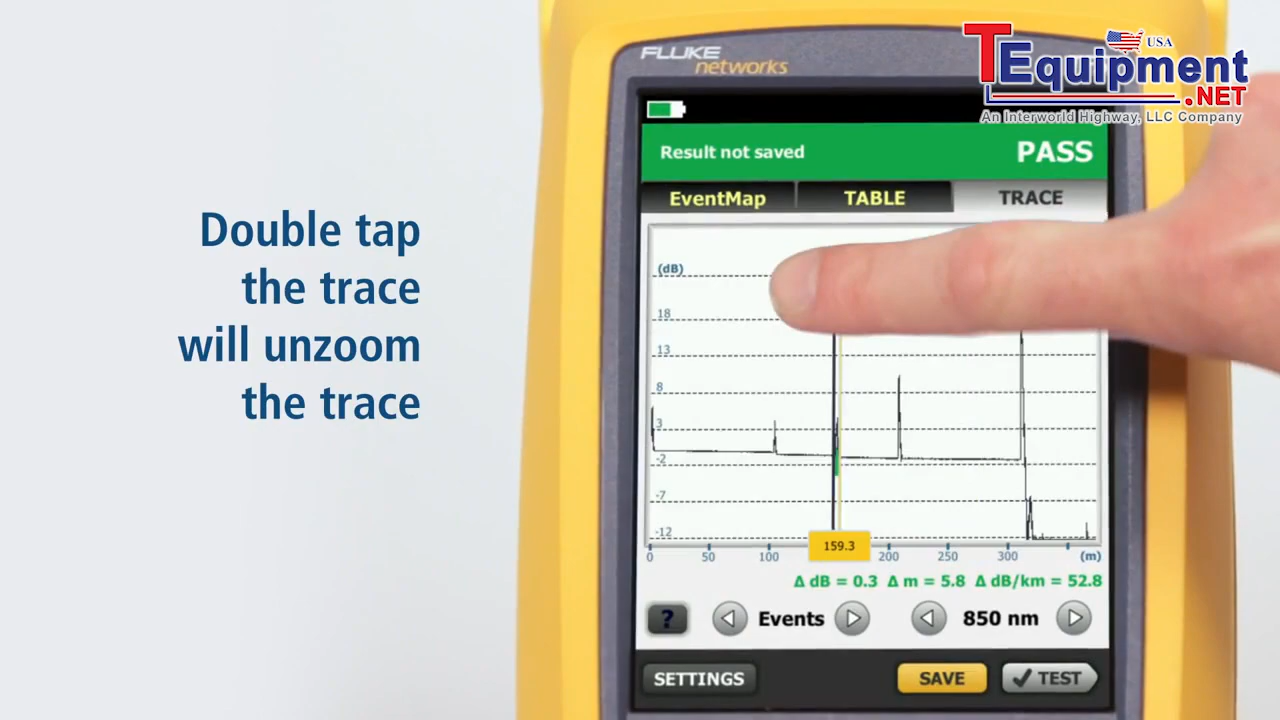 FLUKE
networks
TEquipment
USA
.NET
An Interworld Highway, LLC Company
Result not saved
PASS
EventMap
TABLE
TRACE
Double tap
the trace
will unzoom
the trace
(dB)
18
13
8
3
-2
-7
-12
159.3
0
50
100
200
250
300
(m)
Δ dB = 0.3 Δ m = 5.8 Δ dB/km = 52.8
?
Events
850 nm
SETTINGS
SAVE
TEST